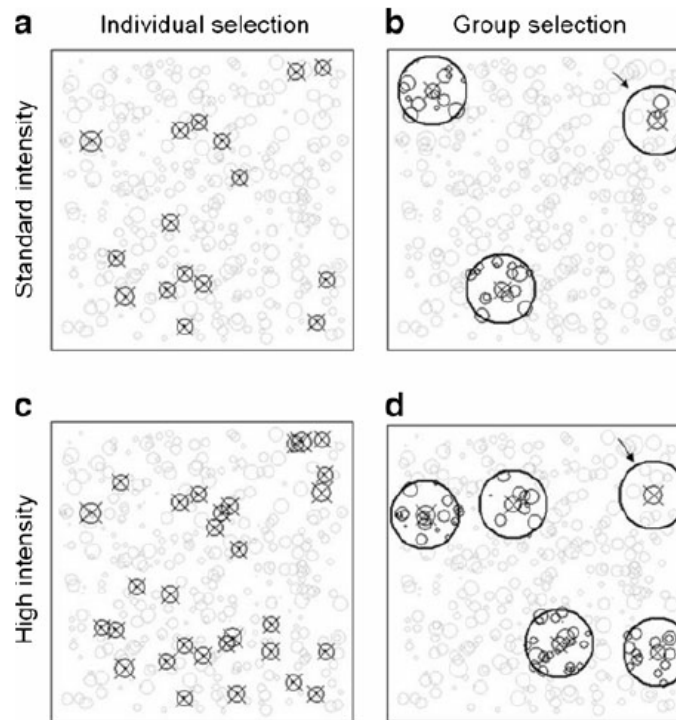 a Individual selection
b Group selection
Standard intensity
c
d
High intensity